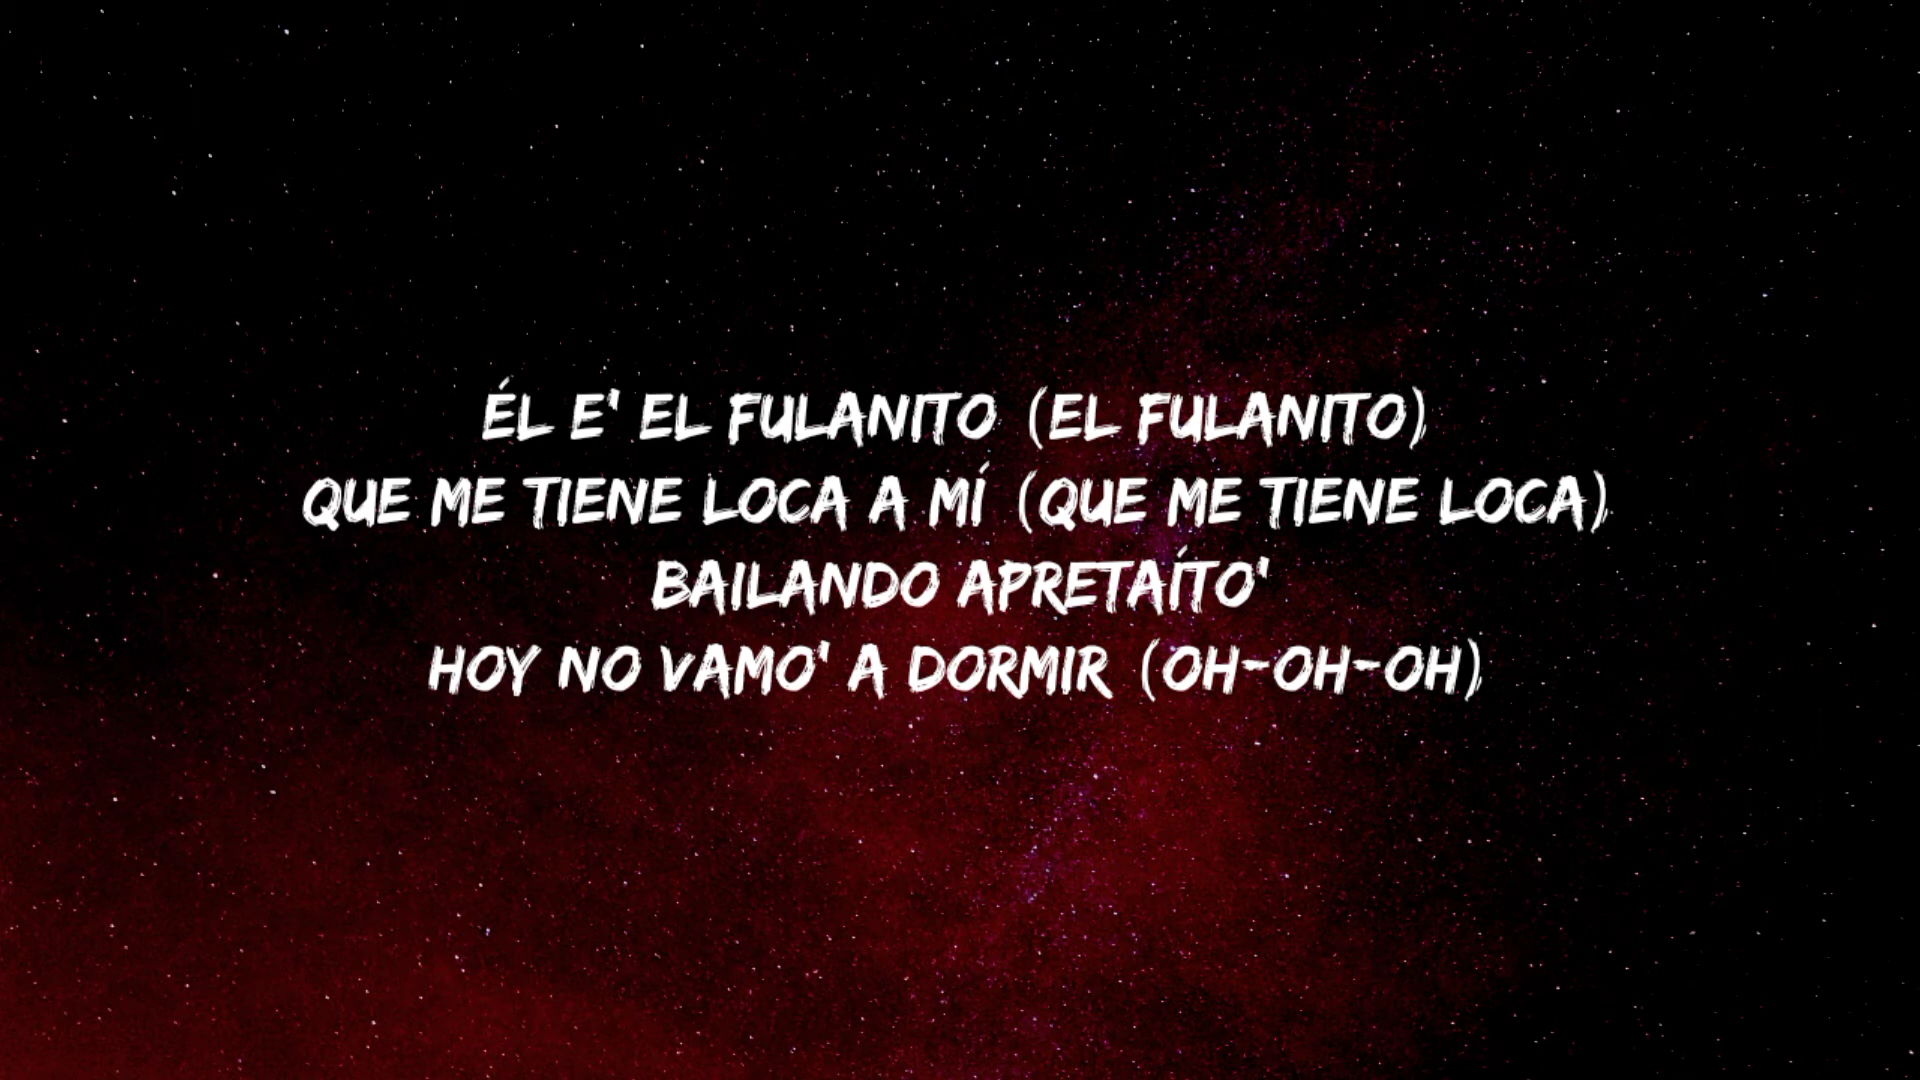 ÉL E' EL FULANITO (EL FULANITO)
QUE ME TIENE LOCA A MÍ (QUE ME TIENE LOCA)
BAILANDO APRETAÍTO'
HOY NO VAMO' A DORMIR (OH-OH-OH)